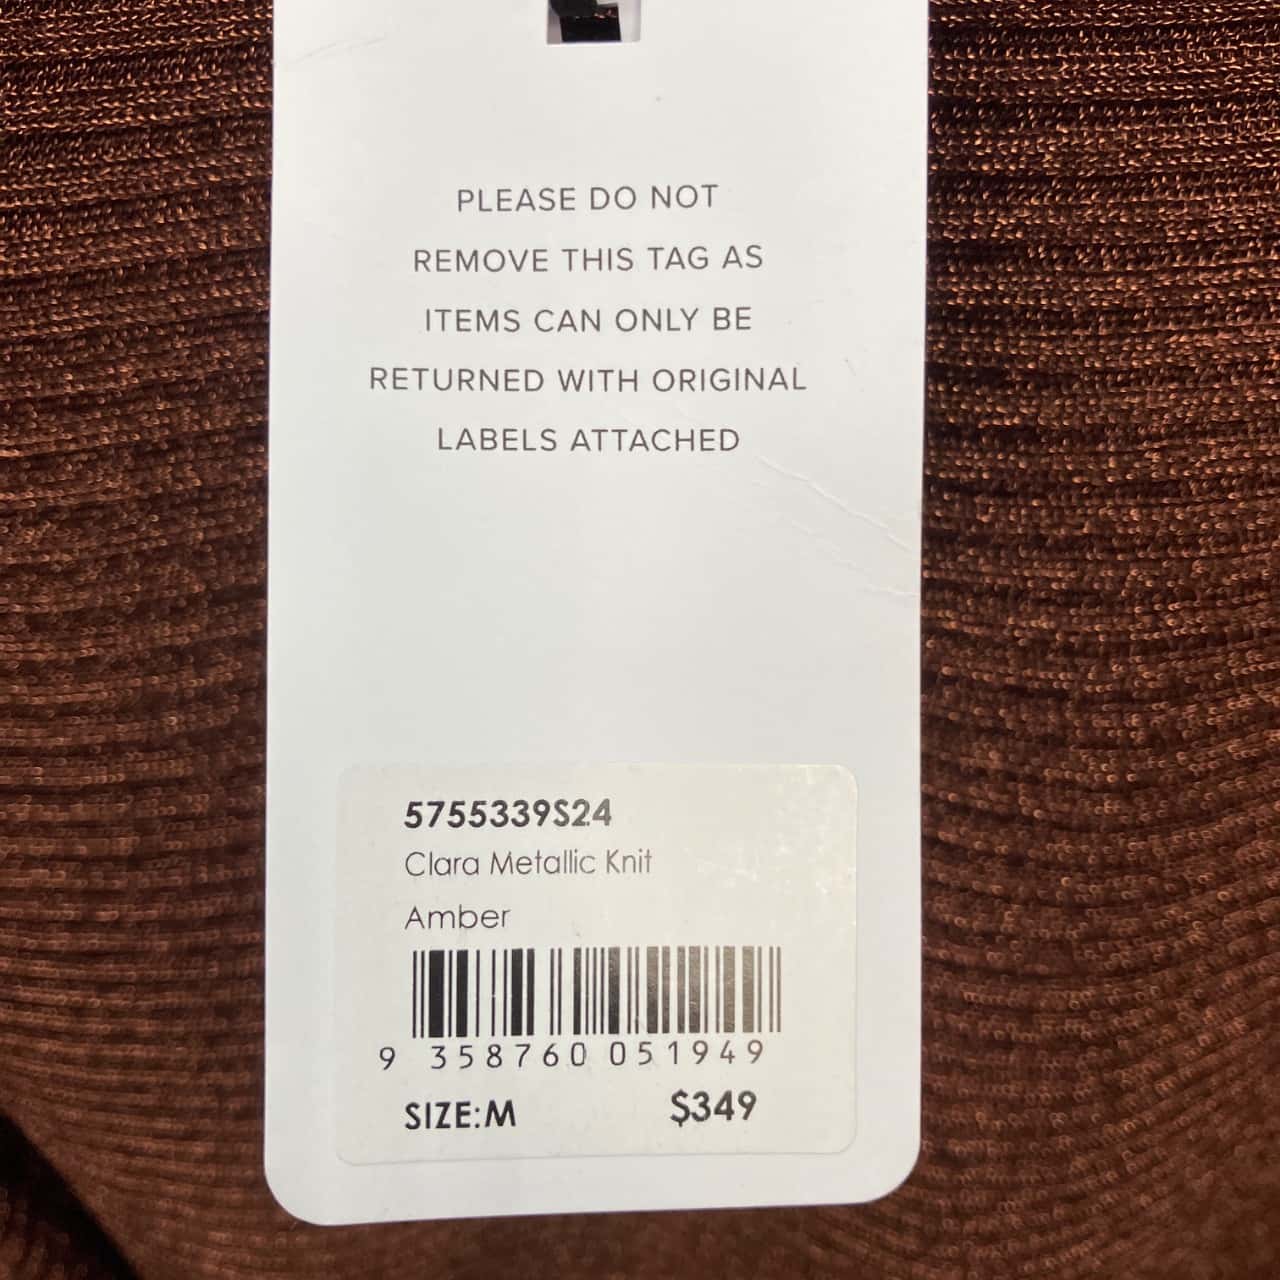 PLEASE DO NOT
REMOVE THIS TAG AS
ITEMS CAN ONLY BE
RETURNED WITH ORIGINAL
LABELS ATTACHED
5755339S24
Clara Metallic Knit
Amber
9 358760 051949
SIZE:M $349